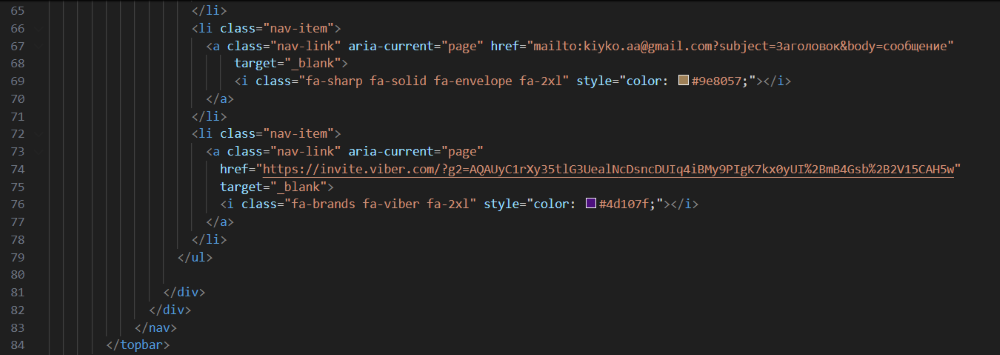 65 </li>
66 <li class="nav-item">
67 <a class="nav-link" aria-current="page" href="mailto:kiyko.aa@gmail.com?subject=Заголовок&body=сообщение"
68 target="_blank">
69 <i class="fa-sharp fa-solid fa-envelope fa-2xl" style="color: #9e8057;"></i>
70 </a>
71 </li>
72 <li class="nav-item">
73 <a class="nav-link" aria-current="page"
74 href="https://invite.viber.com/?g2=AQAUyC1rXy35tlG3UealNcDsncDUIq4iBMy9PIgK7kx0yUI%2BmB4Gsb%2B2V15CAH5w"
75 target="_blank">
76 <i class="fa-brands fa-viber fa-2xl" style="color: #4d107f;"></i>
77 </a>
78 </li>
79 </ul>
80
81 </div>
82 </div>
83 </nav>
84 </topbar>